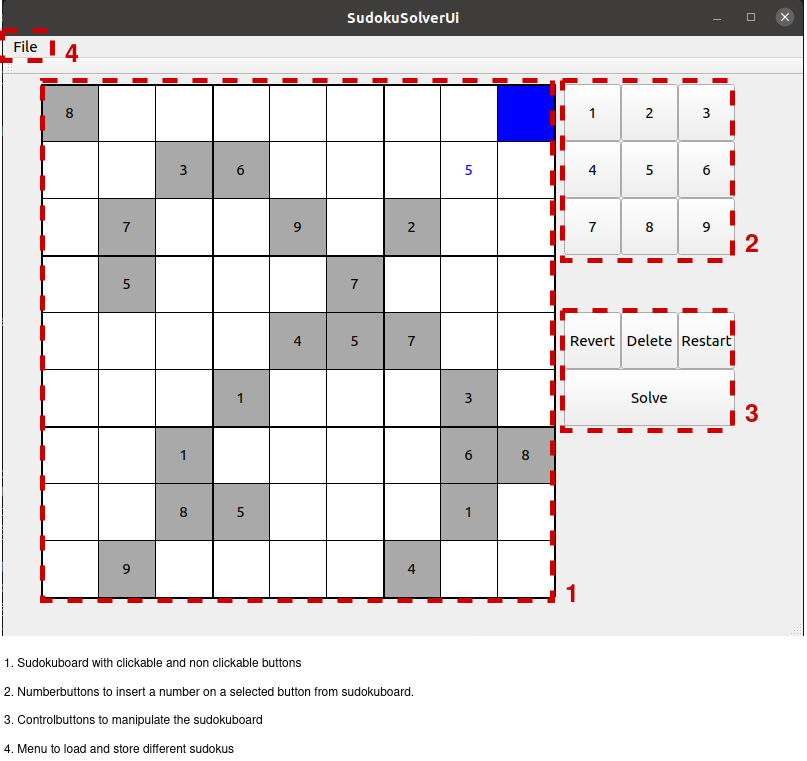 SudokuSolverUi
File 4
8 1 2 3
3 6 5 4 5 6
7 9 2 7 8 9 2
5 7
4 5 7 Revert Delete Restart
1 3 Solve 3
1 6 8
8 5 1
9 4
1
1. Sudokuboard with clickable and non clickable buttons
2. Numberbuttons to insert a number on a selected button from sudokuboard.
3. Controlbuttons to manipulate the sudokuboard
4. Menu to load and store different sudokus